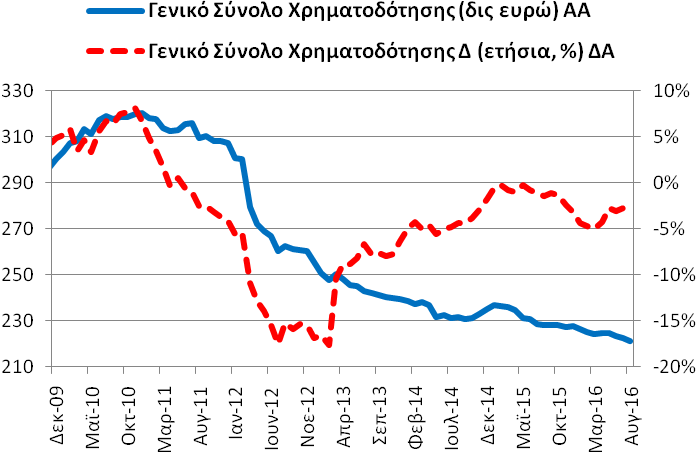 Γενικό Σύνολο Χρηματοδότησης (δις ευρώ) ΑΑ
Γενικό Σύνολο Χρηματοδότησης Δ (ετήσια, %) ΔΑ
330
310
290
270
250
230
210
10%
5%
0%
-5%
-10%
-15%
-20%
Δεκ-09
Μαϊ-10
Οκτ-10
Μαρ-11
Αυγ-11
Ιαν-12
Ιουν-12
Νοε-12
Απρ-13
Σεπ-13
Φεβ-14
Ιουλ-14
Δεκ-14
Μαϊ-15
Οκτ-15
Μαρ-16
Αυγ-16